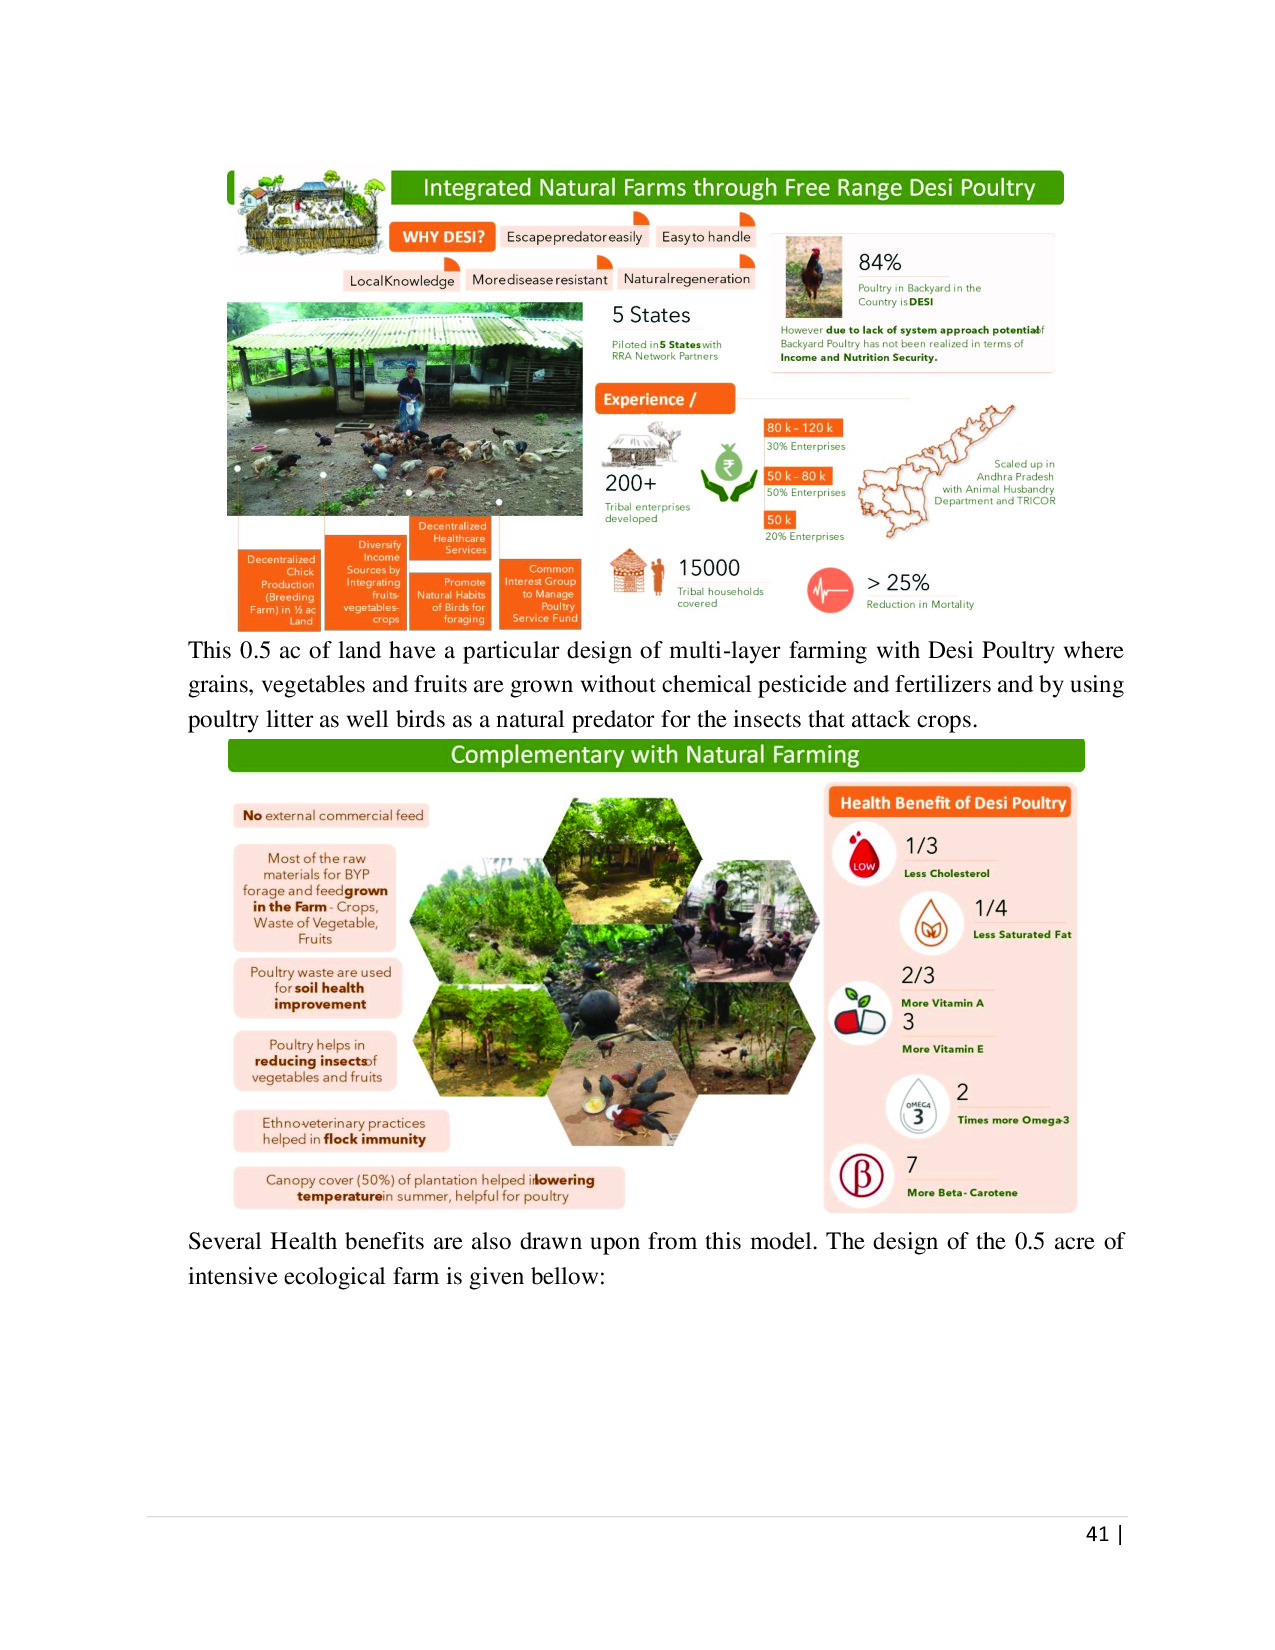 Integrated Natural Farms through Free Range Desi Poultry
WHY DESI?
Escape predator easily
Easy to handle
Local Knowledge
More disease resistant
Natural regeneration
84%
Poultry in Backyard in the
Country is DESI
However due to lack of system approach potential of
Backyard Poultry has not been realized in terms of
Income and Nutrition Security.
5 States
Piloted in 5 States with
RRA Network Partners
Experience /
200+
Tribal enterprises
developed
₹
80 k – 120 k
30% Enterprises
50 k - 80 k
50% Enterprises
50 k
20% Enterprises
Scaled up in
Andhra Pradesh
with Animal Husbandry
Department and TRICOR
15000
Tribal households
covered
> 25%
Reduction in Mortality
Decentralized
Chick
Production
(Breeding
Farm) in ½ ac
Land
Diversify
Income
Sources by
Integrating
fruits-
vegetables-
crops
Decentralized
Healthcare
Services
Promote
Natural Habits
of Birds for
foraging
Common
Interest Group
to Manage
Poultry
Service Fund
This 0.5 ac of land have a particular design of multi-layer farming with Desi Poultry where
grains, vegetables and fruits are grown without chemical pesticide and fertilizers and by using
poultry litter as well birds as a natural predator for the insects that attack crops.
Complementary with Natural Farming
No external commercial feed
Most of the raw
materials for BYP
forage and feed grown
in the Farm - Crops,
Waste of Vegetable,
Fruits
Poultry waste are used
for soil health
improvement
Poultry helps in
reducing insects of
vegetables and fruits
Ethno-veterinary practices
helped in flock immunity
Canopy cover (50%) of plantation helped in lowering
temperature in summer, helpful for poultry
Health Benefit of Desi Poultry
LOW
1/3
Less Cholesterol
1/4
Less Saturated Fat
2/3
More Vitamin A
3
More Vitamin E
OMEGA
3
2
Times more Omega-3
β
7
More Beta- Carotene
Several Health benefits are also drawn upon from this model. The design of the 0.5 acre of
intensive ecological farm is given bellow:
41 |